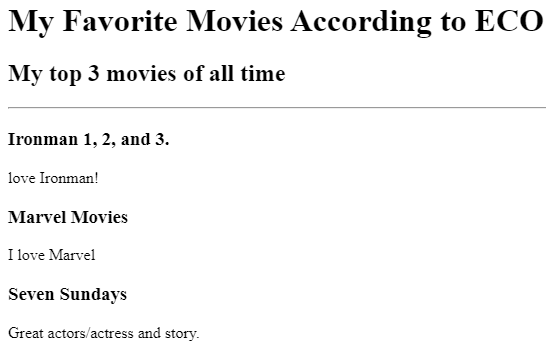 My Favorite Movies According to ECO
My top 3 movies of all time
Ironman 1, 2, and 3.
love Ironman!
Marvel Movies
I love Marvel
Seven Sundays
Great actors/actress and story.